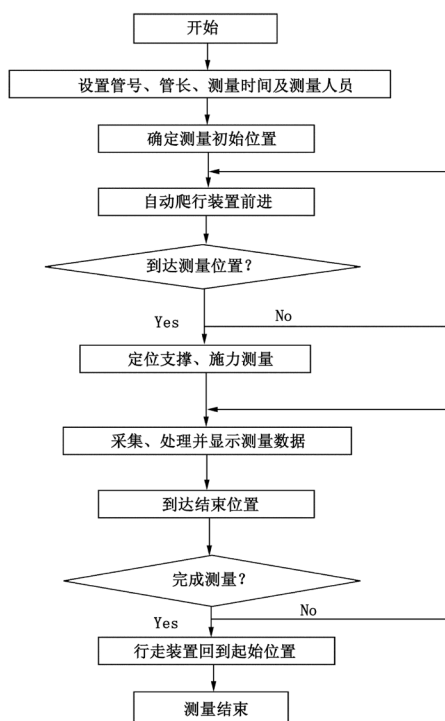 开始
设置管号、管长、测量时间及测量人员
确定测量初始位置
自动爬行装置前进
到达测量位置？
Yes
No
定位支撑、施力测量
采集、处理并显示测量数据
到达结束位置
完成测量？
Yes
No
行走装置回到起始位置
测量结束